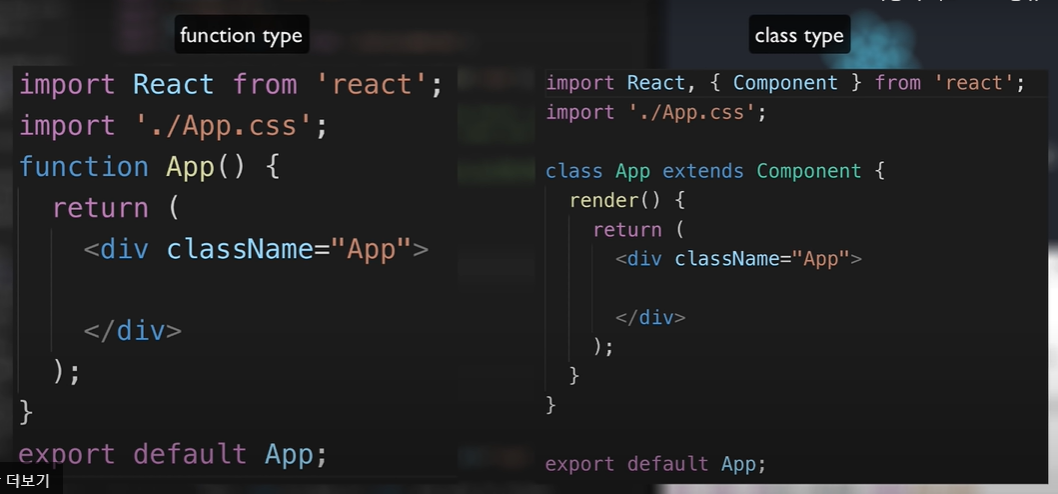 function type
import React from 'react';
import './App.css';
function App() {
  return (
    <div className="App">

    </div>
  );
}
export default App;
더보기
class type
import React, { Component } from 'react';
import './App.css';

class App extends Component {
  render() {
    return (
      <div className="App">

      </div>
    );
  }
}

export default App;